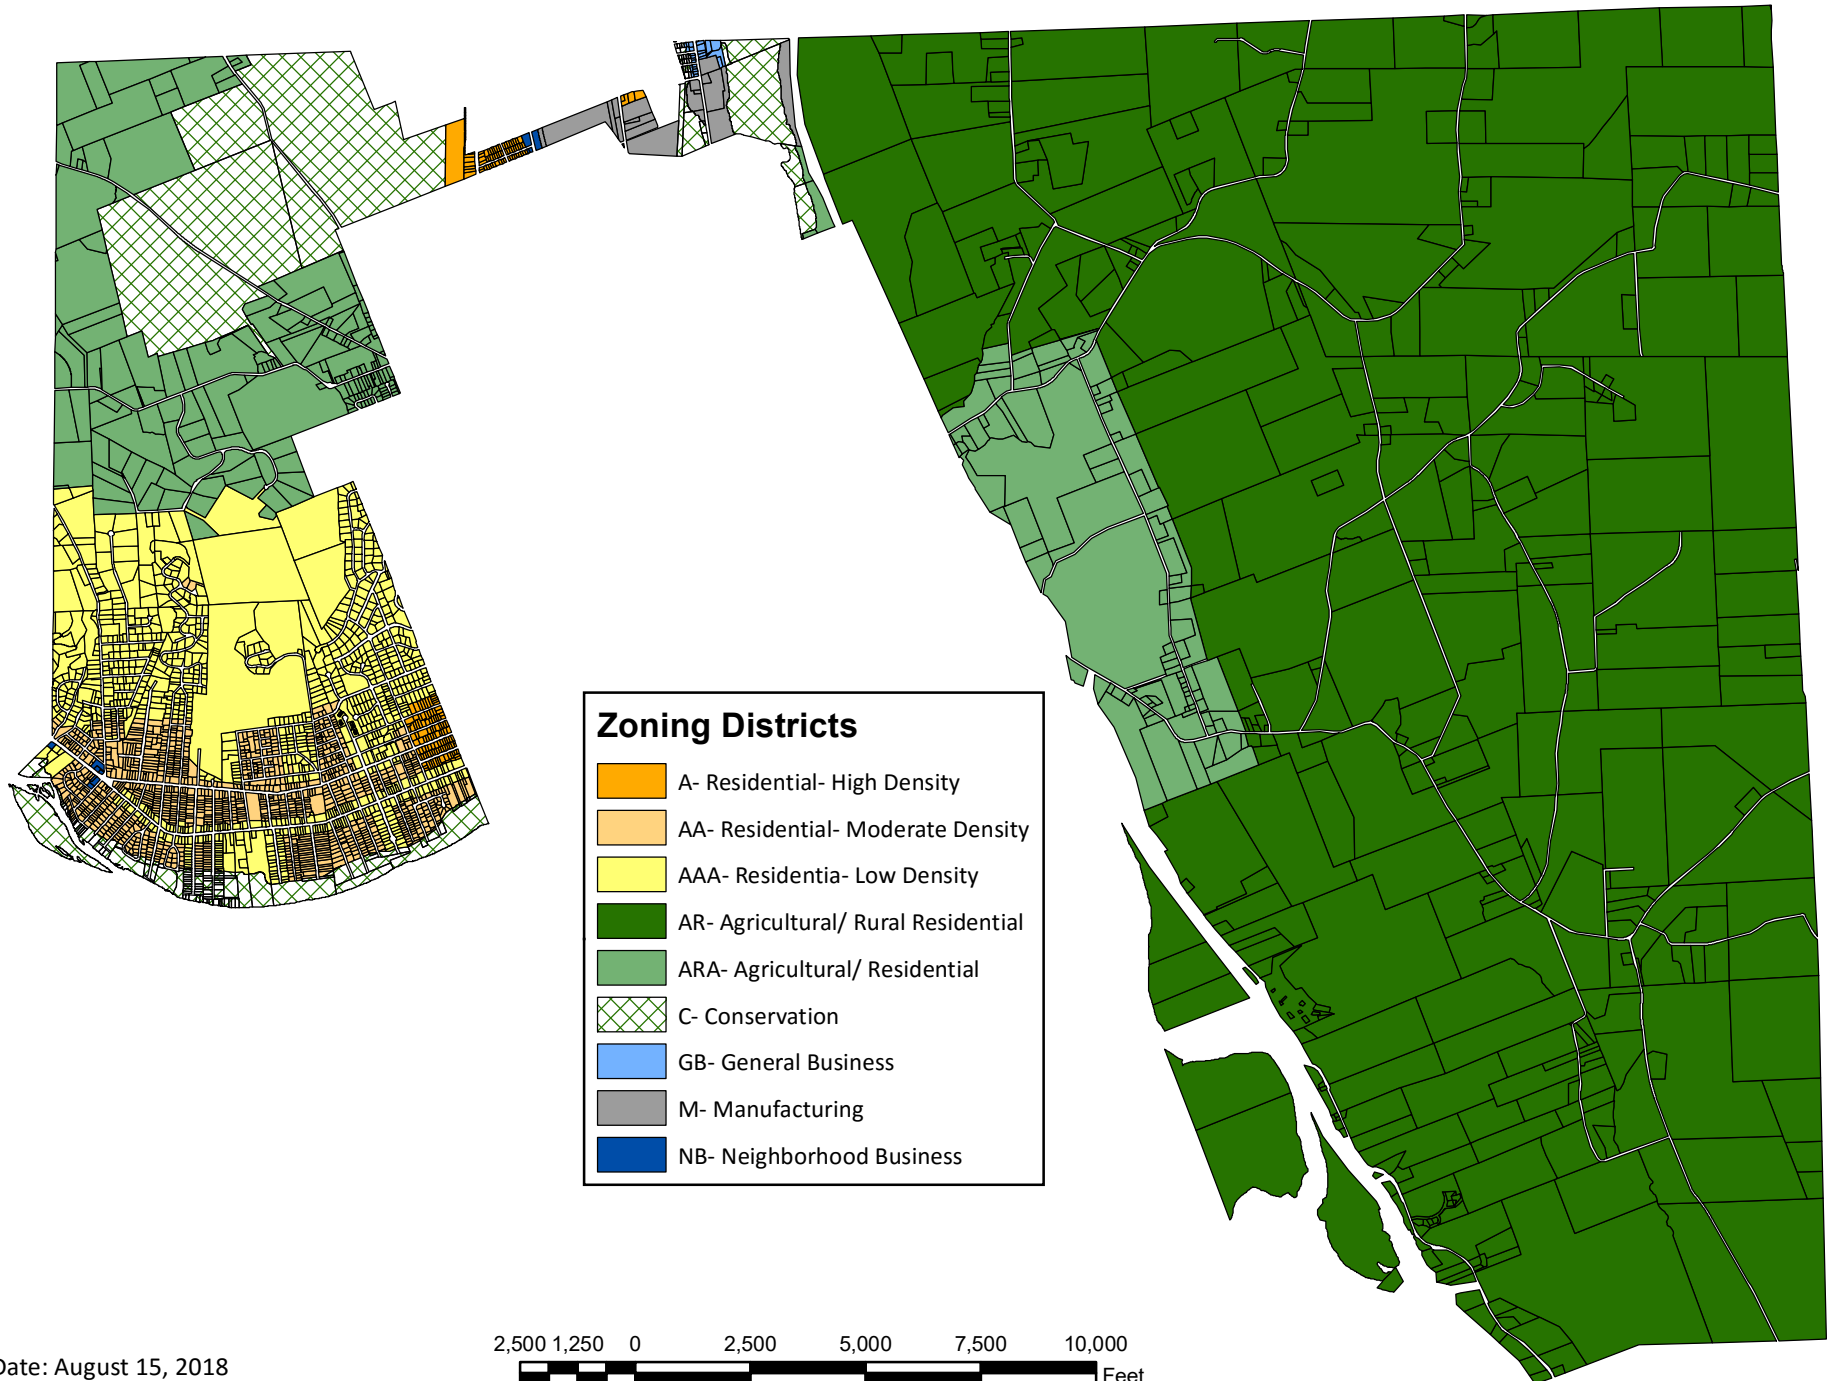 Zoning Districts
A- Residential- High Density
AA- Residential- Moderate Density
AAA- Residentia- Low Density
AR- Agricultural/ Rural Residential
ARA- Agricultural/ Residential
C- Conservation
GB- General Business
M- Manufacturing
NB- Neighborhood Business
2,500 1,250 0 2,500 5,000 7,500 10,000
Feet
Date: August 15, 2018